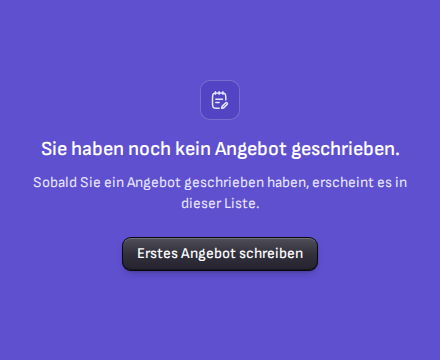 Sie haben noch kein Angebot geschrieben.
Sobald Sie ein Angebot geschrieben haben, erscheint es in
dieser Liste.
Erstes Angebot schreiben